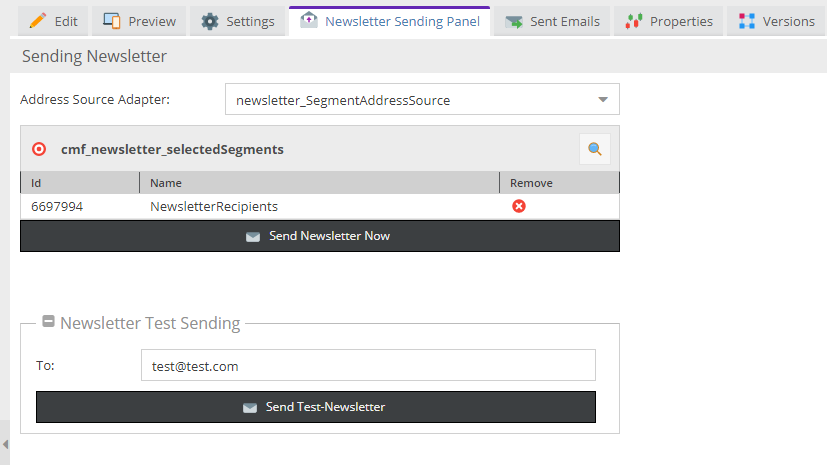 Edit Preview Settings Newsletter Sending Panel Sent Emails Properties Versions
Sending Newsletter
Address Source Adapter: newsletter_SegmentAddressSource
cmf_newsletter_selectedSegments
Id Name Remove
6697994 NewsletterRecipients
Send Newsletter Now
Newsletter Test Sending
To: test@test.com
Send Test-Newsletter